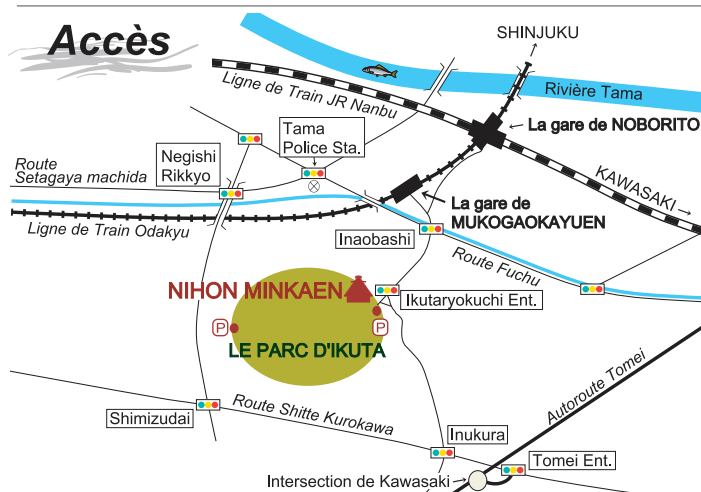 Accès
SHINJUKU
Ligne de Train JR Nanbu
Rivière Tama
Tama
Police Sta.
La gare de NOBORITO
Negishi
Rikkyo
Route
Setagaya machida
KAWASAKI
La gare de
MUKOGAOKAYUEN
Ligne de Train Odakyu
Inaobashi
Route Fuchu
NIHON MINKAEN
Ikutaryokuchi Ent.
P
P
LE PARC D'IKUTA
Autoroute Tomei
Shimizudai
Route Shitte Kurokawa
Inukura
Tomei Ent.
Intersection de Kawasaki